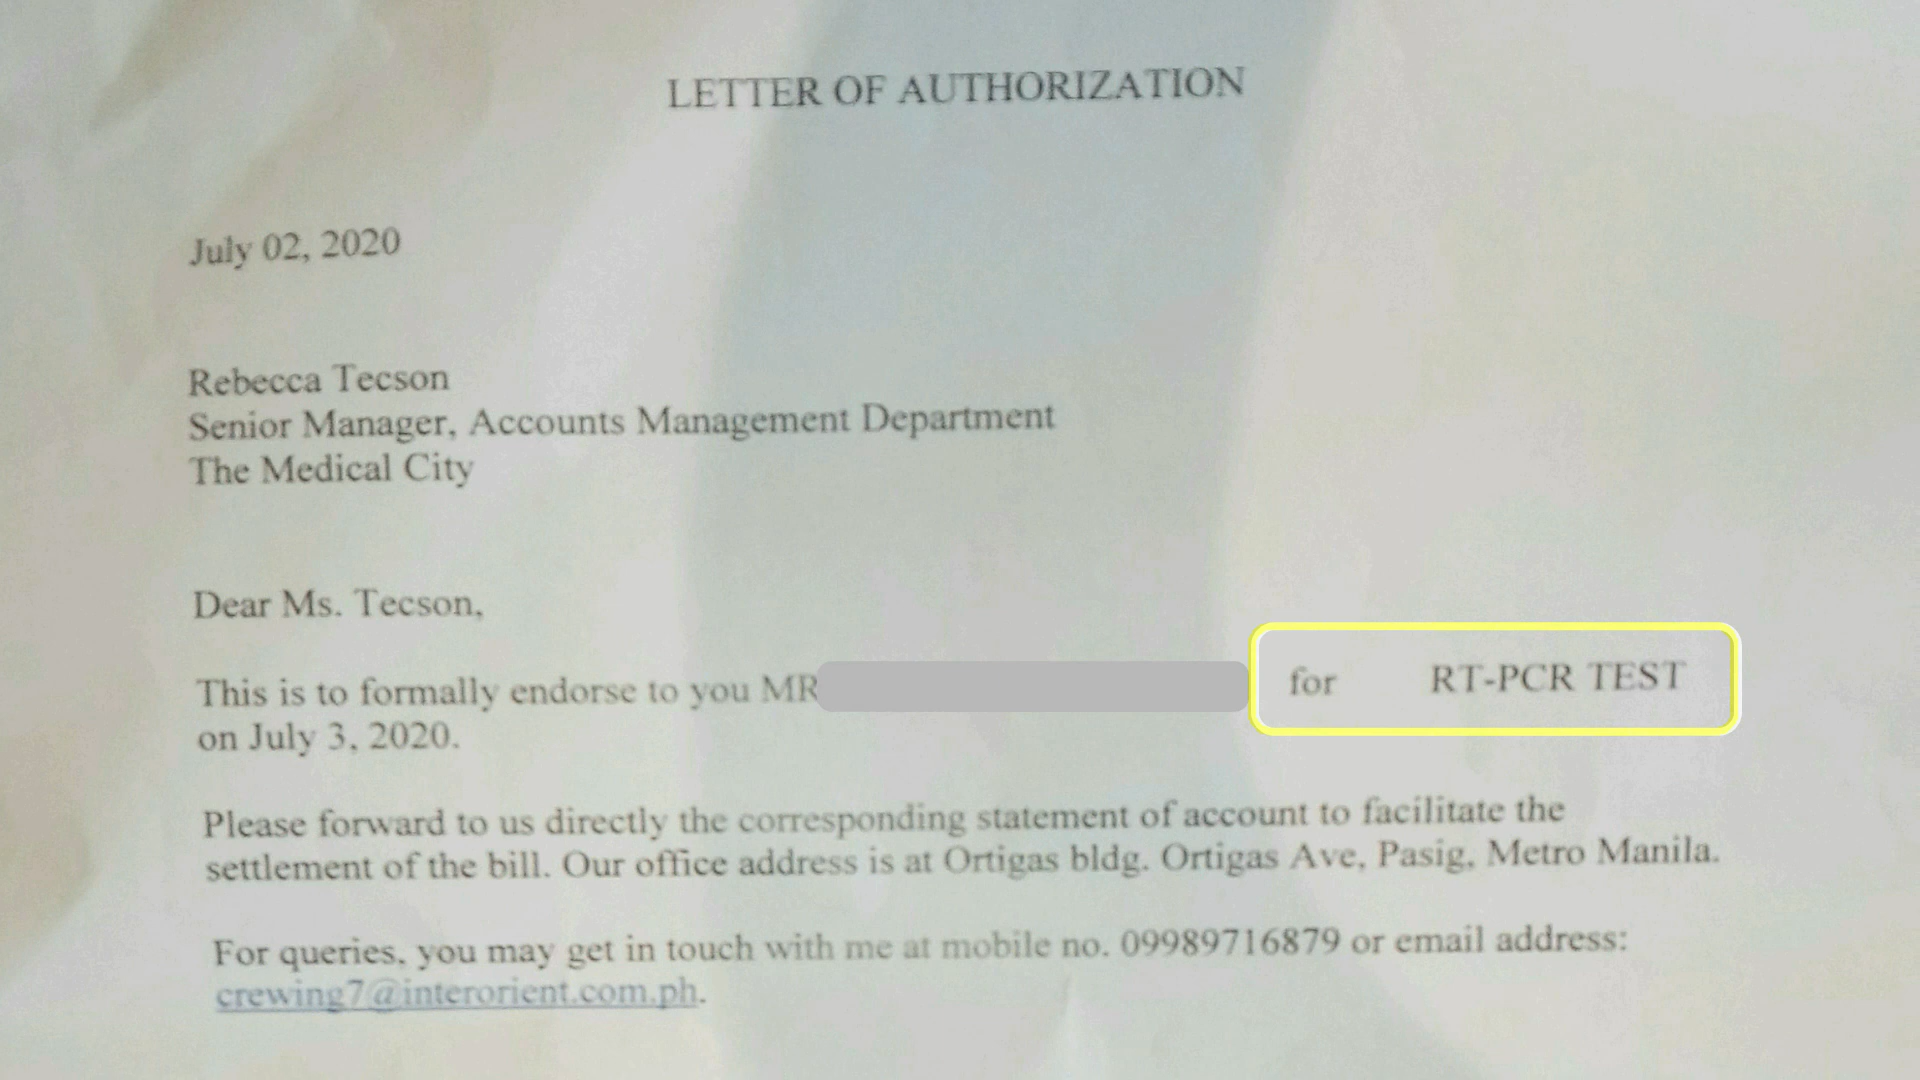 LETTER OF AUTHORIZATION
July 02, 2020
Rebecca Tecson
Senior Manager, Accounts Management Department
The Medical City
Dear Ms. Tecson,
This is to formally endorse to you MR for RT-PCR TEST
on July 3, 2020.
Please forward to us directly the corresponding statement of account to facilitate the
settlement of the bill. Our office address is at Ortigas bldg. Ortigas Ave, Pasig, Metro Manila.
For queries, you may get in touch with me at mobile no. 09989716879 or email address:
crewing7@interorient.com.ph.